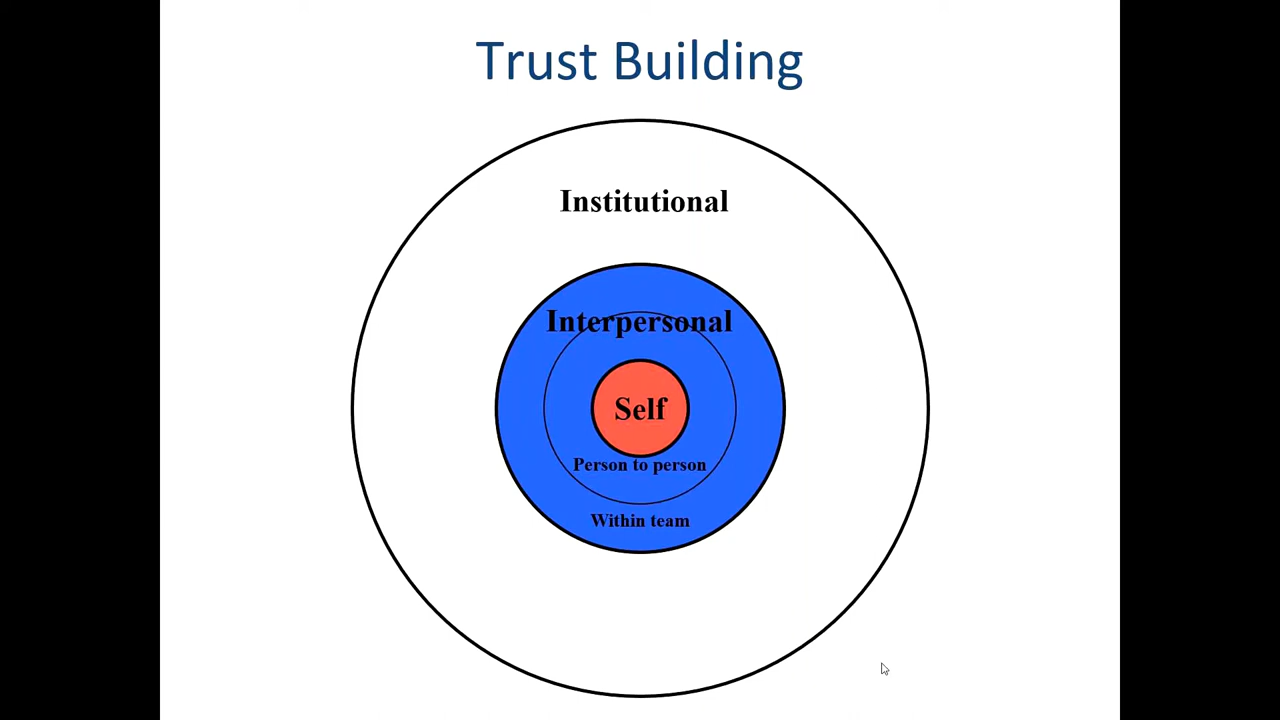 Trust Building
Institutional
Interpersonal
Self
Person to person
Within team